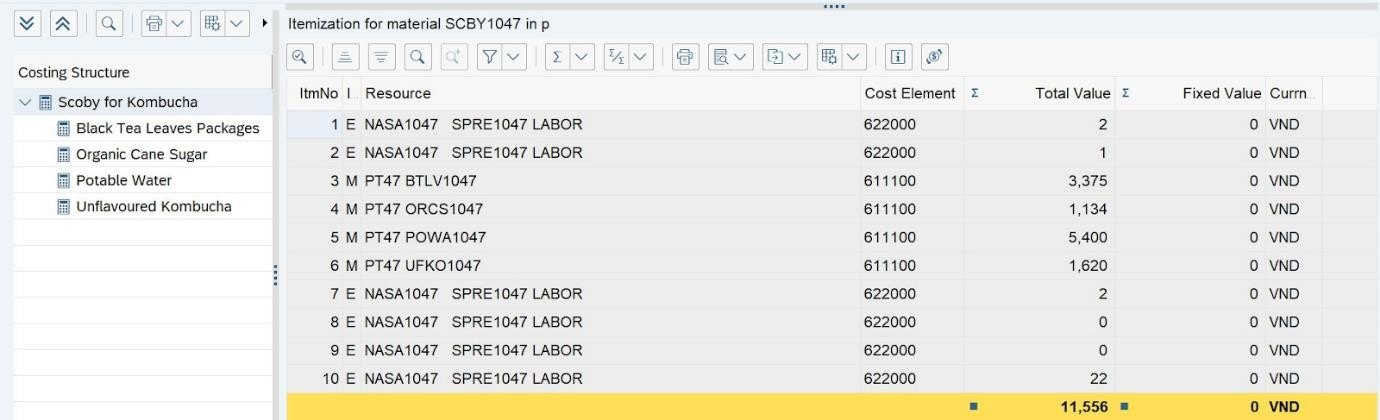 Costing Structure
Scoby for Kombucha
Black Tea Leaves Packages
Organic Cane Sugar
Potable Water
Unflavoured Kombucha
Itemization for material SCBY1047 in p
ItmNo I.. Resource Cost Element Σ Total Value Σ Fixed Value Currn...
1 E NASA1047 SPRE1047 LABOR 622000 2 0 VND
2 E NASA1047 SPRE1047 LABOR 622000 1 0 VND
3 M PT47 BTLV1047 611100 3,375 0 VND
4 M PT47 ORCS1047 611100 1,134 0 VND
5 M PT47 POWA1047 611100 5,400 0 VND
6 M PT47 UFKO1047 611100 1,620 0 VND
7 E NASA1047 SPRE1047 LABOR 622000 2 0 VND
8 E NASA1047 SPRE1047 LABOR 622000 0 0 VND
9 E NASA1047 SPRE1047 LABOR 622000 0 0 VND
10 E NASA1047 SPRE1047 LABOR 622000 22 0 VND
11,556 0 VND